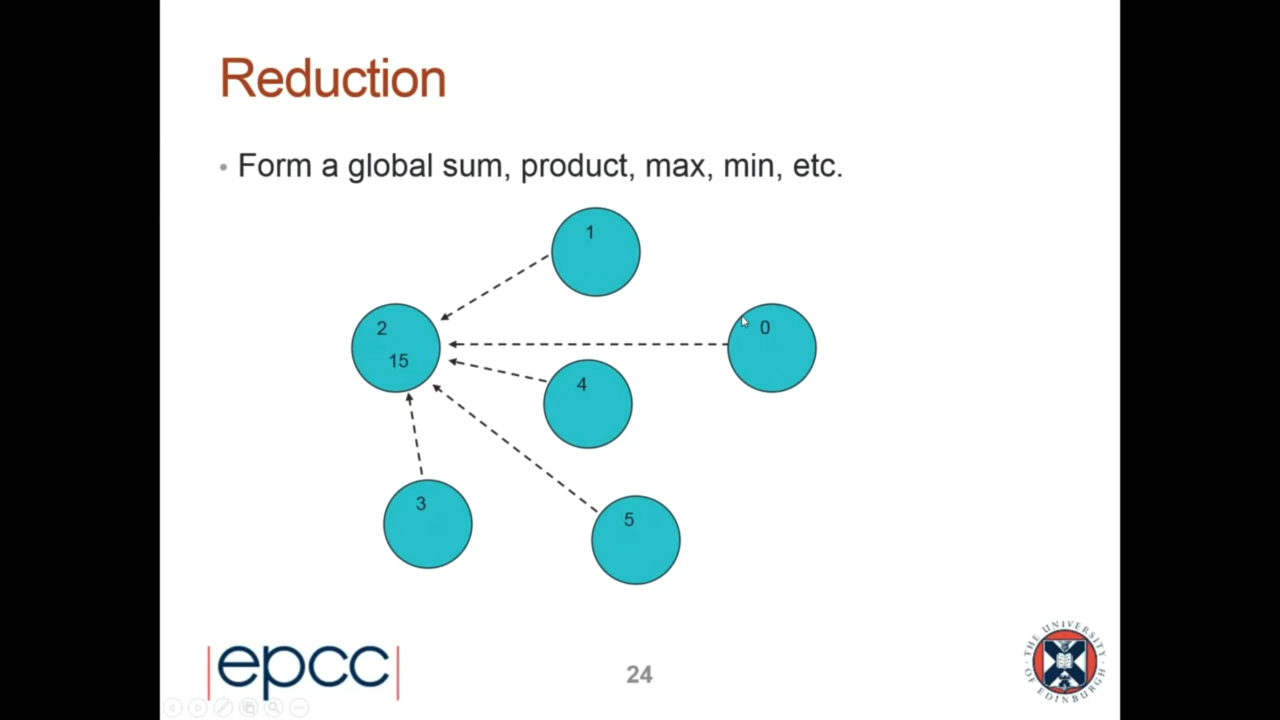 Reduction
• Form a global sum, product, max, min, etc.
1
2
15
0
4
3
5
|epcc|
24
THE UNIVERSITY OF EDINBURGH